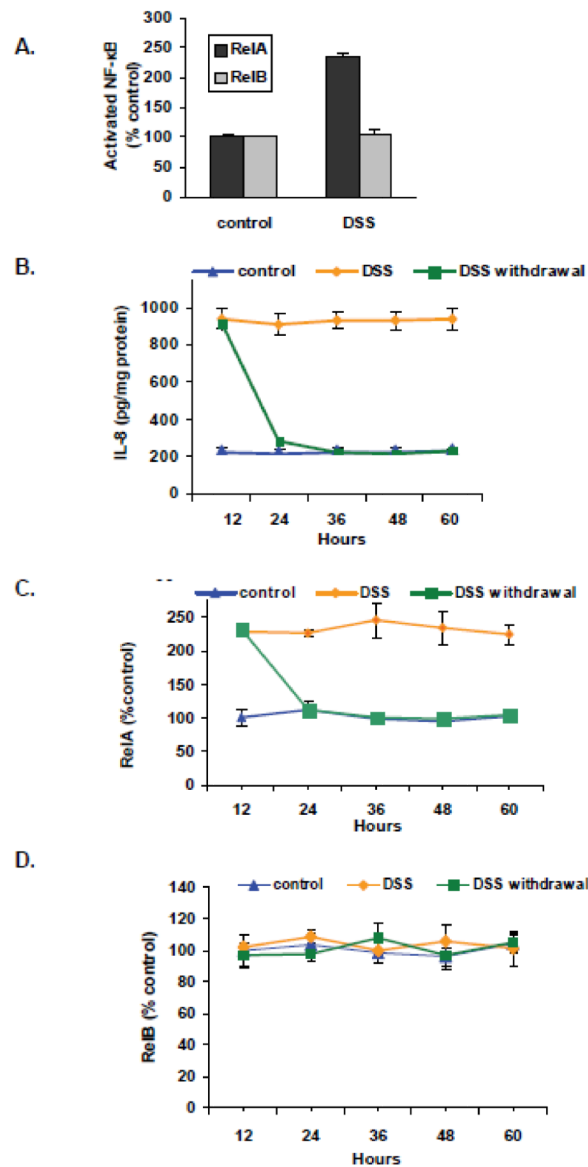 A.
Activated NF-κB
(% control)
300
250
200
150
100
50
0
RelA
RelB
control DSS
B.
control DSS DSS withdrawal
IL-8 (pg/mg protein)
1000
800
600
400
200
0
12 24 36 48 60
Hours
C.
control DSS DSS withdrawal
RelA (%control)
250
200
150
100
50
0
12 24 36 48 60
Hours
D.
control DSS DSS withdrawal
RelB (% control)
140
120
100
80
60
40
20
0
12 24 36 48 60
Hours